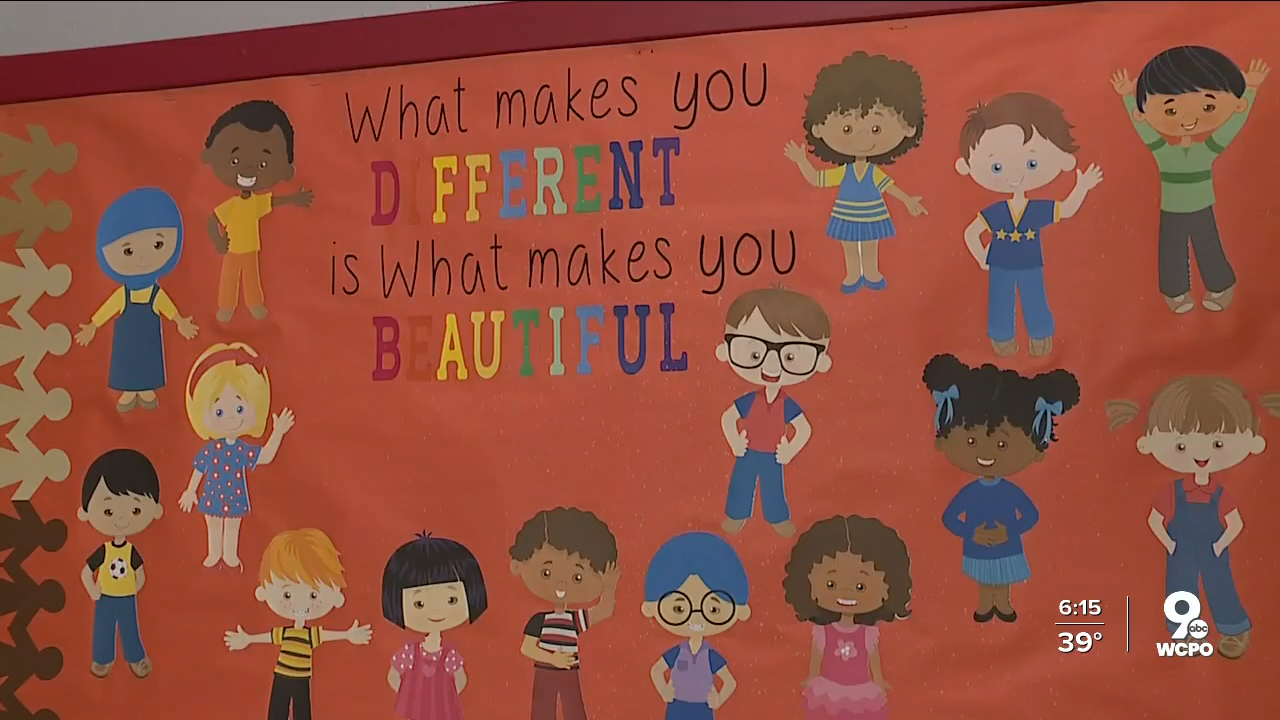 What makes you
DIFFERENT
is What makes you
BEAUTIFUL
6:15
39°
9
abc
WCPO